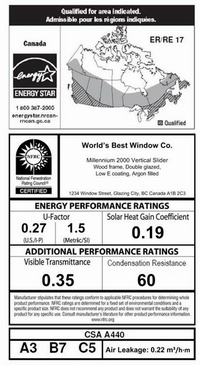 Qualified for area indicated.
Admissible pour les régions indiquées.
Canada
ER/RE 17
ENERGY STAR
1 800 387-2000
energystar.nrcan-
rncan.gc.ca
Qualified
World's Best Window Co.
Millennium 2000 Vertical Slider
Wood frame, Double glazed,
Low E coating, Argon filled
NFRC
National Fenestration
Rating Council®
CERTIFIED
1234 Window Street, Glazing City, BC Canada A1B 2C3
ENERGY PERFORMANCE RATINGS
U-Factor
Solar Heat Gain Coefficient
0.27
(U.S./I-P)
1.5
(Metric/SI)
0.19
ADDITIONAL PERFORMANCE RATINGS
Visible Transmittance
Condensation Resistance
0.35
60
Manufacturer stipulates that these ratings conform to applicable NFRC procedures for determining whole
product performance. NFRC ratings are determined for a fixed set of environmental conditions and a
specific product size. NFRC does not recommend any product and does not warrant the suitability of any
product for any specific use. Consult manufacturer's literature for other product performance information.
www.nfrc.org
CSA A440
A3 B7 C5 Air Leakage: 0.22 m³/h·m